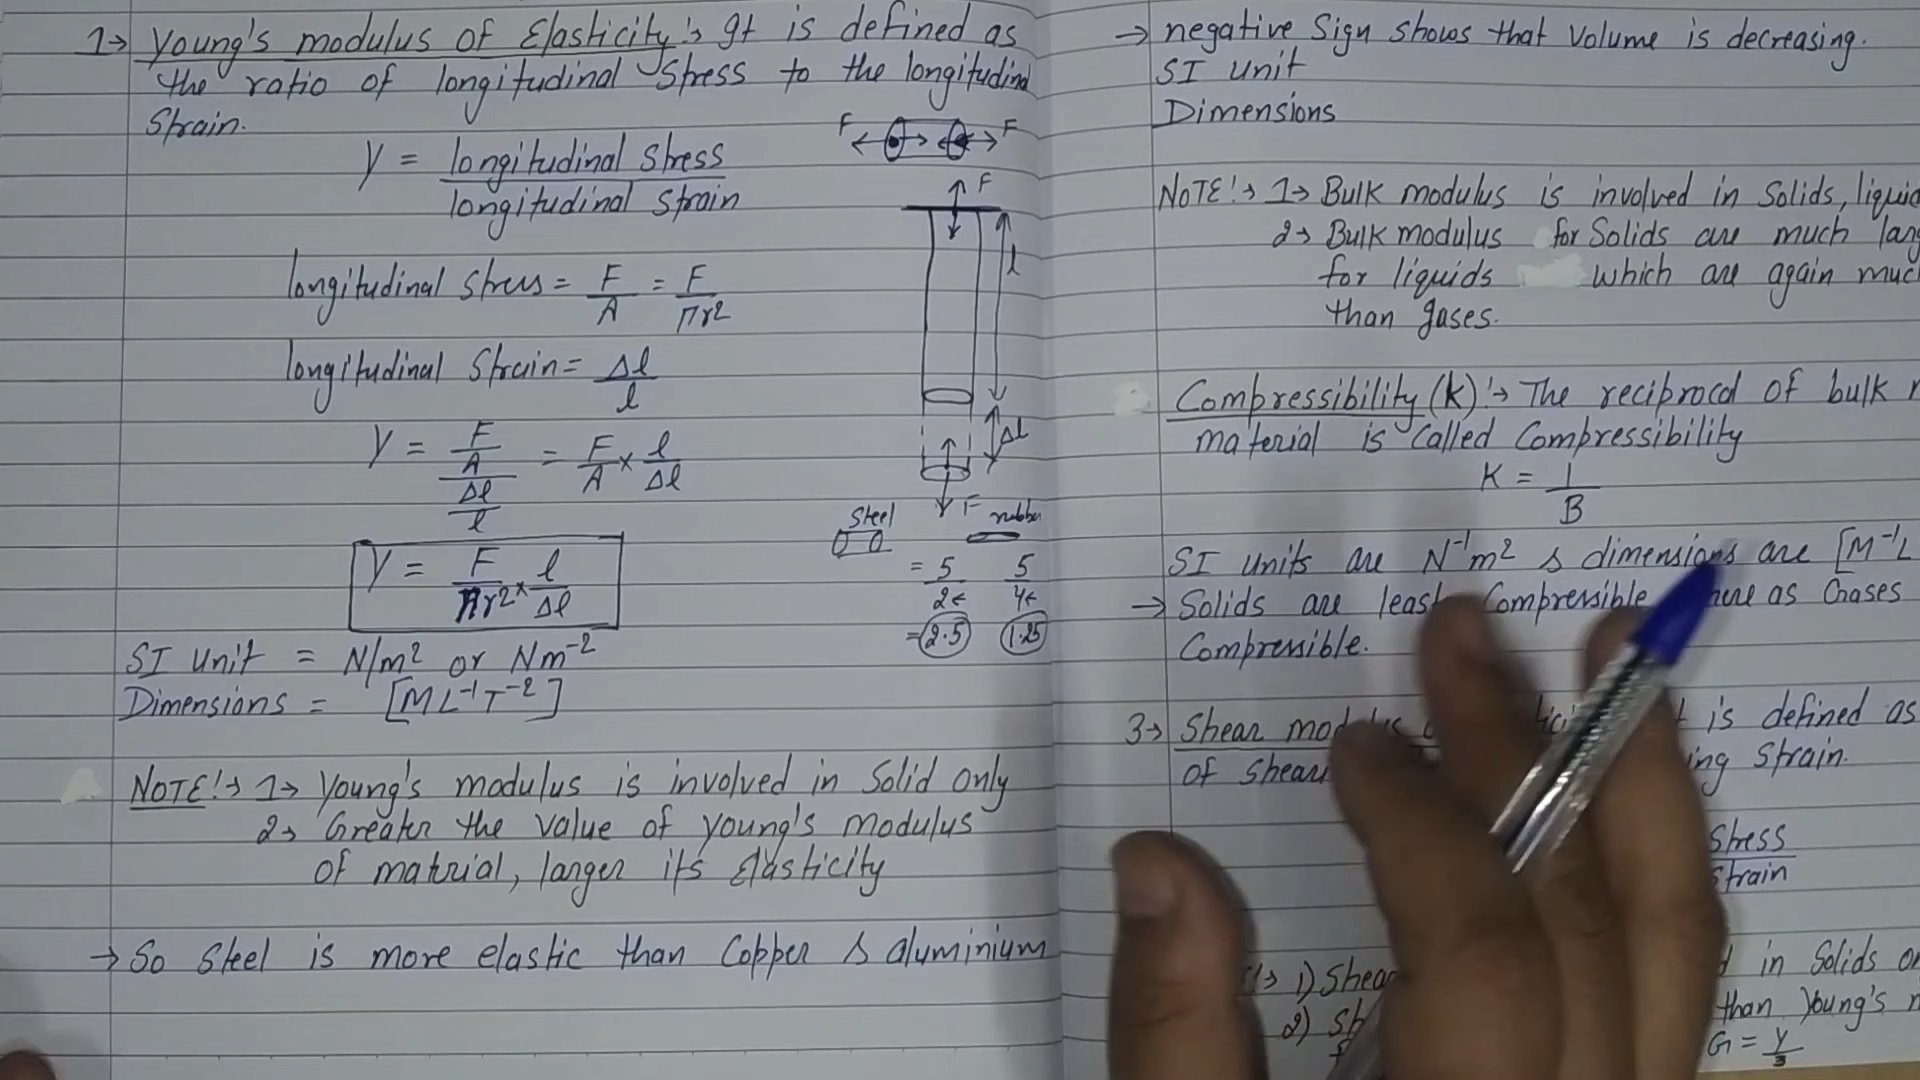 1→ Young's modulus of Elasticity:→ It is defined as
the ratio of longitudinal stress to the longitudinal
Strain.
Y = longitudinal stress / longitudinal strain
F F
F
longitudinal stress = F/A = F/πr²
l
longitudinal Strain = Δl/l
Y = (F/A)/(Δl/l) = F/A × l/Δl
Δl
F
Steel rubber
Y = F/πr² × l/Δl
= 5/2← 5/4←
= 2.5 1.25
SI Unit = N/m² or Nm⁻²
Dimensions = [ML⁻¹T⁻²]
NOTE:→ 1→ Young's modulus is involved in Solid only
2→ Greater the value of young's modulus
of matrial, larger its Elasticity
→ So Steel is more elastic than Copper & aluminium
→ negative Sign shows that volume is decreasing.
SI Unit
Dimensions
NOTE:→ 1→ Bulk modulus is involved in Solids,
2→ Bulk modulus for Solids are much
for liquids which are again
than gases.
Compressibility (k):→ The reciprocal of bulk
material is called Compressibility
K = 1/B
SI units are N⁻¹m² & dimensions are [M⁻¹L
→ Solids are least Compressible as Gases
Compressible.
3→ Shear is defined as
of strain.
stress
strain
1)
in Solids
2)
than Young's
G = Y/3